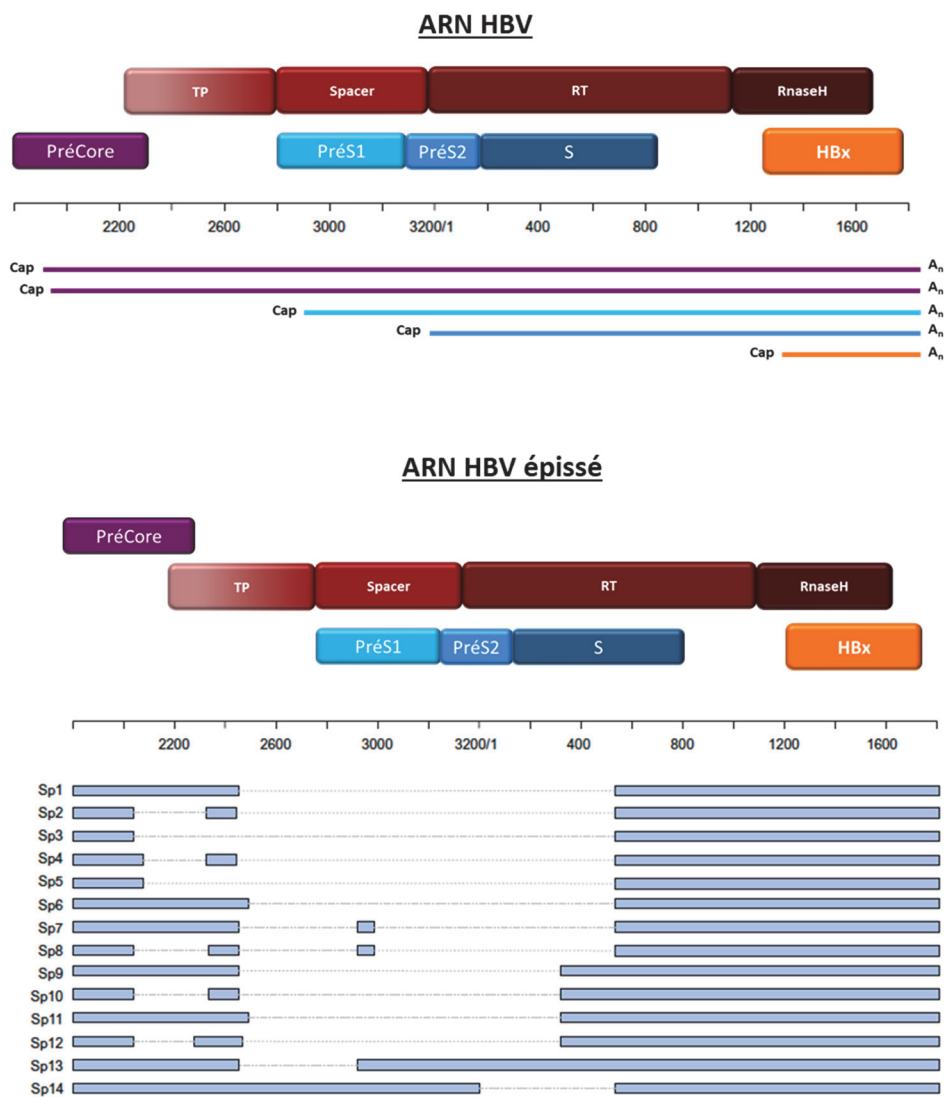 ARN HBV
TP Spacer RT RnaseH
PréCore PréS1 PréS2 S HBx
2200 2600 3000 3200/1 400 800 1200 1600
Cap Aₙ
Cap Aₙ
Cap Aₙ
Cap Aₙ
Cap Aₙ
ARN HBV épissé
PréCore
TP Spacer RT RnaseH
PréS1 PréS2 S HBx
2200 2600 3000 3200/1 400 800 1200 1600
Sp1
Sp2
Sp3
Sp4
Sp5
Sp6
Sp7
Sp8
Sp9
Sp10
Sp11
Sp12
Sp13
Sp14